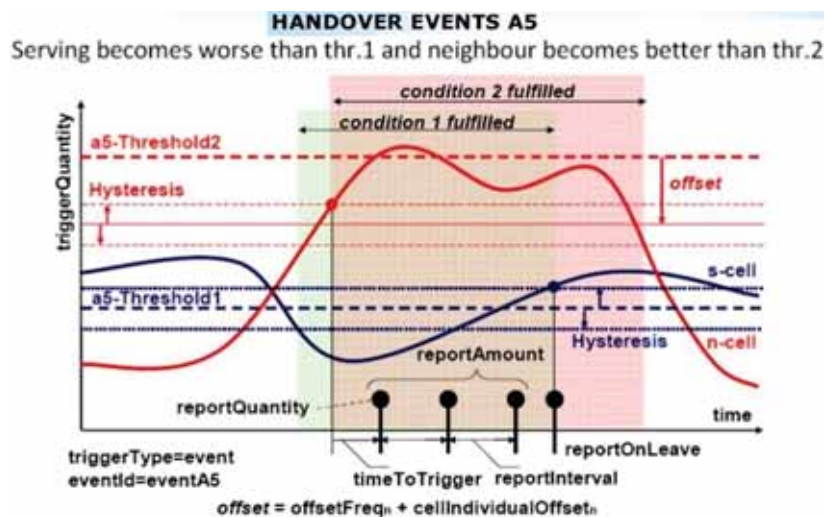 HANDOVER EVENTS A5
Serving becomes worse than thr.1 and neighbour becomes better than thr.2
condition 2 fulfilled
condition 1 fulfilled
a5-Threshold2
Hysteresis
offset
triggerQuantity
s-cell
a5-Threshold1
Hysteresis
n-cell
reportAmount
reportQuantity
time
reportOnLeave
triggerType=event
timeToTrigger
reportInterval
eventId=eventA5
offset = offsetFreqn + cellIndividualOffsetn